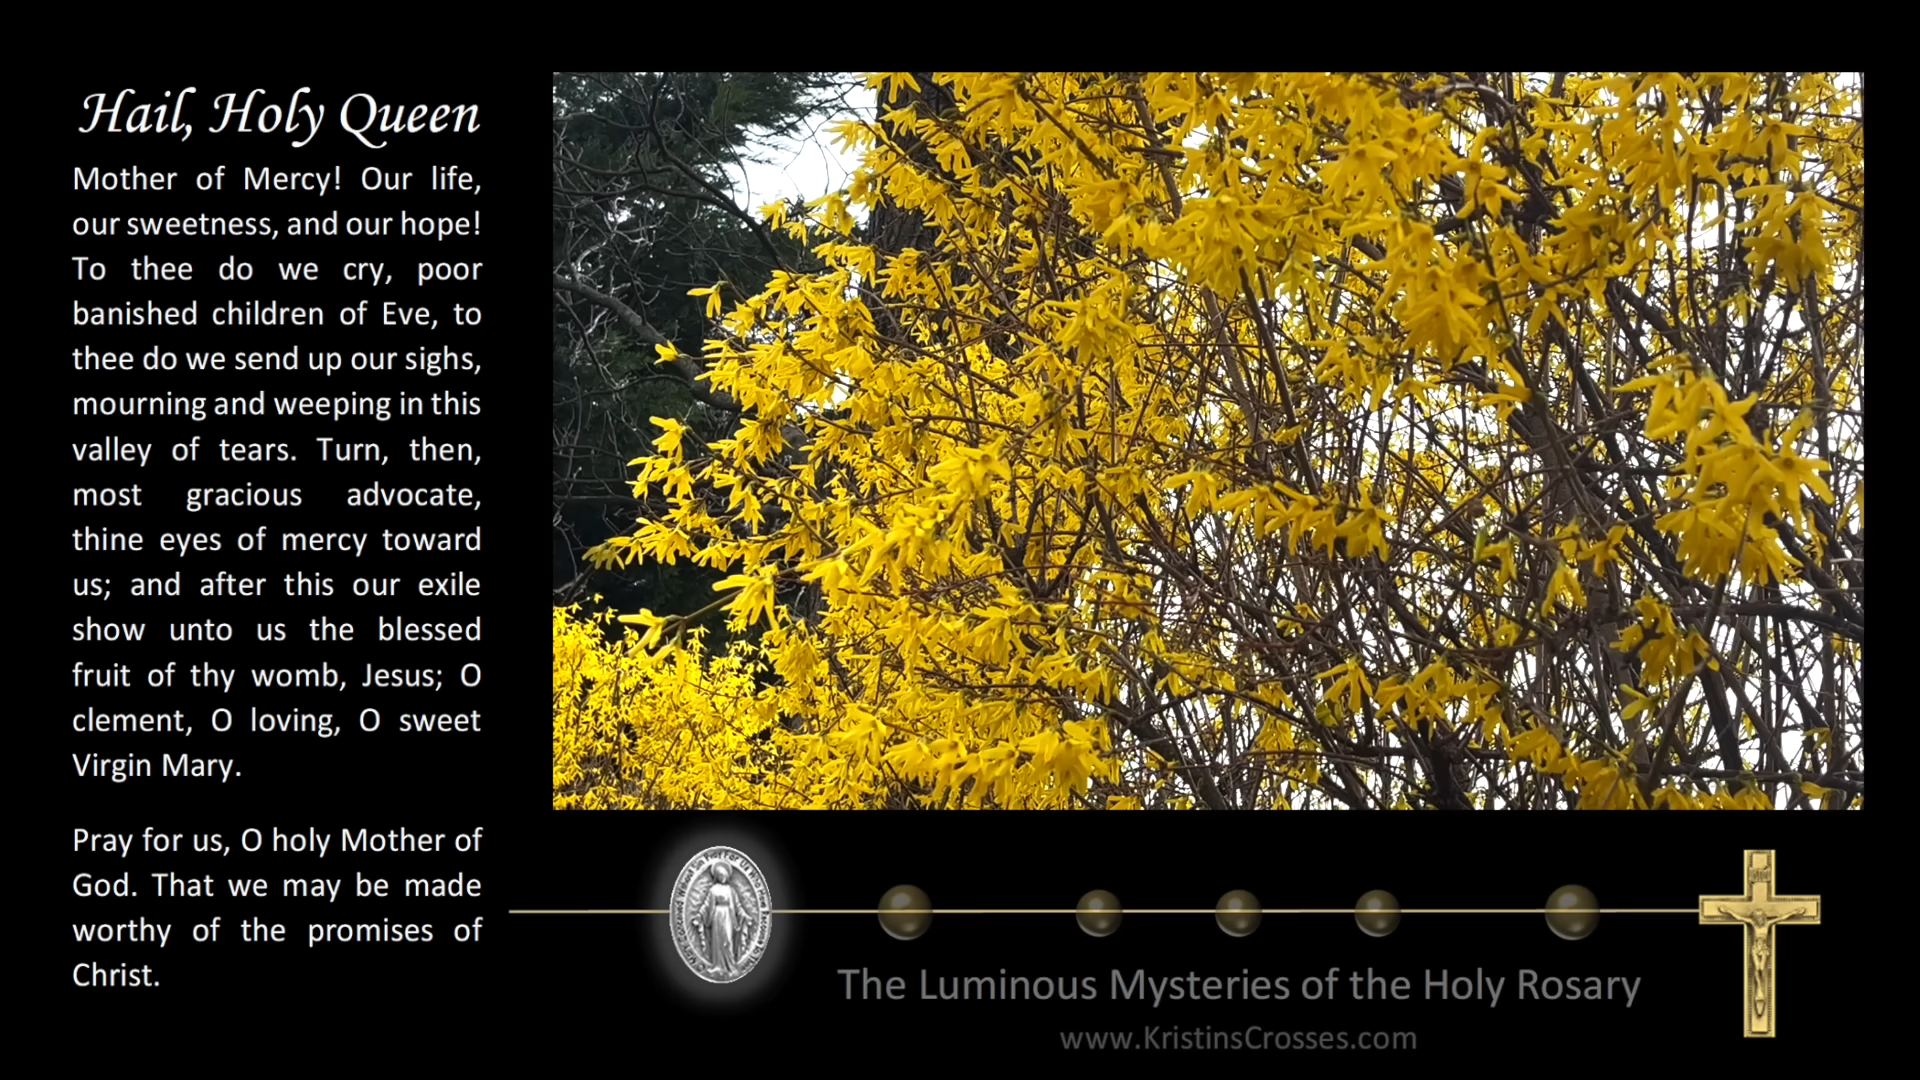 Hail, Holy Queen
Mother of Mercy! Our life,
our sweetness, and our hope!
To thee do we cry, poor
banished children of Eve, to
thee do we send up our sighs,
mourning and weeping in this
valley of tears. Turn, then,
most gracious advocate,
thine eyes of mercy toward
us; and after this our exile
show unto us the blessed
fruit of thy womb, Jesus; O
clement, O loving, O sweet
Virgin Mary.
Pray for us, O holy Mother of
God. That we may be made
worthy of the promises of
Christ.
The Luminous Mysteries of the Holy Rosary
www.KristinsCrosses.com